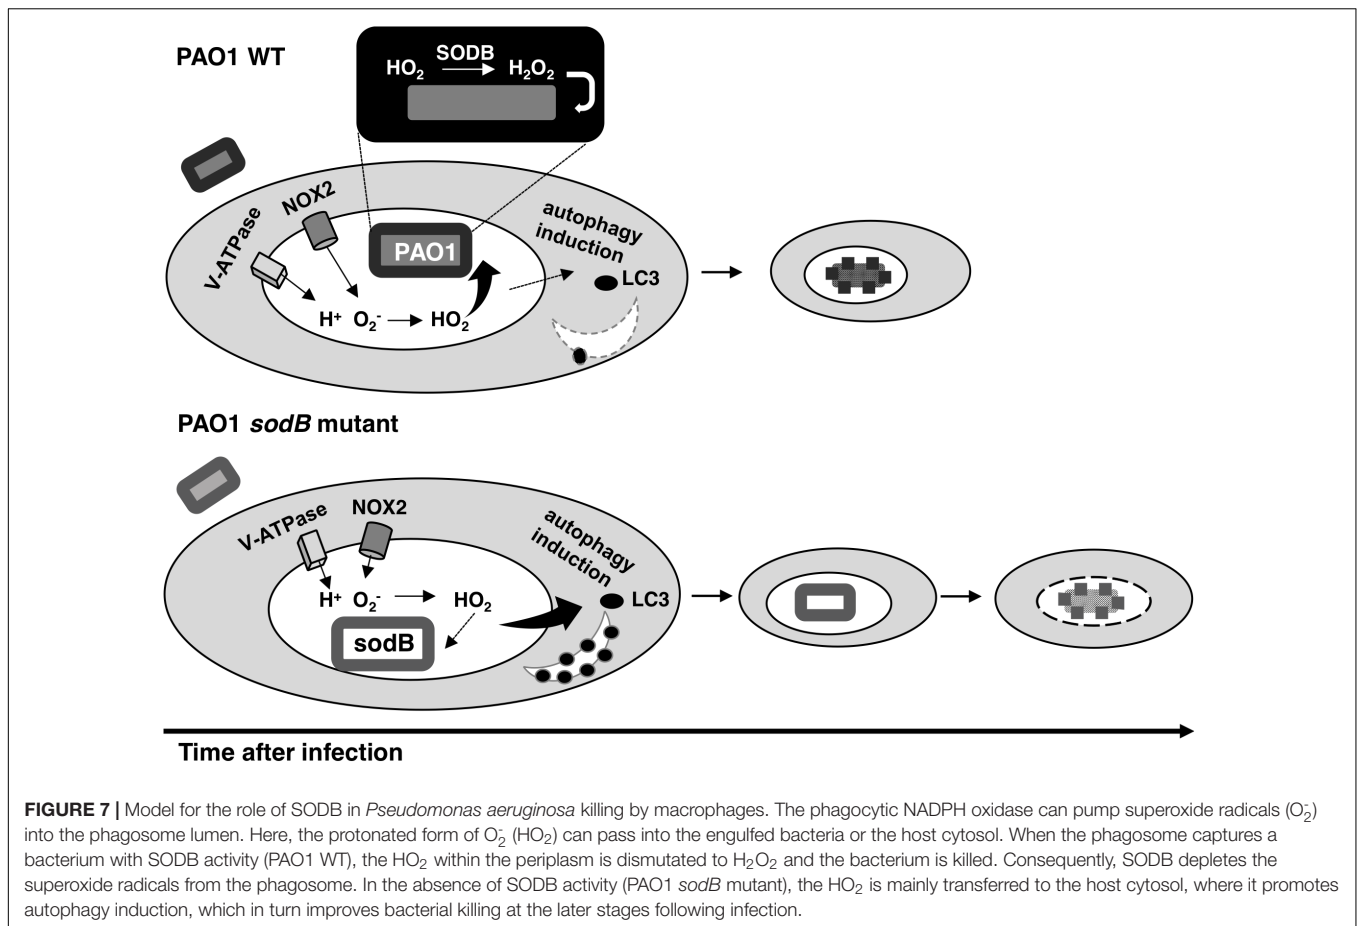 PAO1 WT
SODB
HO₂ H₂O₂
NOX2
V-ATPase
PAO1
autophagy
induction
LC3
H⁺ O₂⁻ HO₂
PAO1 sodB mutant
V-ATPase
NOX2
autophagy
induction
LC3
H⁺ O₂⁻ HO₂
sodB
Time after infection
FIGURE 7 | Model for the role of SODB in Pseudomonas aeruginosa killing by macrophages. The phagocytic NADPH oxidase can pump superoxide radicals (O₂⁻)
into the phagosome lumen. Here, the protonated form of O₂⁻ (HO₂) can pass into the engulfed bacteria or the host cytosol. When the phagosome captures a
bacterium with SODB activity (PAO1 WT), the HO₂ within the periplasm is dismutated to H₂O₂ and the bacterium is killed. Consequently, SODB depletes the
superoxide radicals from the phagosome. In the absence of SODB activity (PAO1 sodB mutant), the HO₂ is mainly transferred to the host cytosol, where it promotes
autophagy induction, which in turn improves bacterial killing at the later stages following infection.